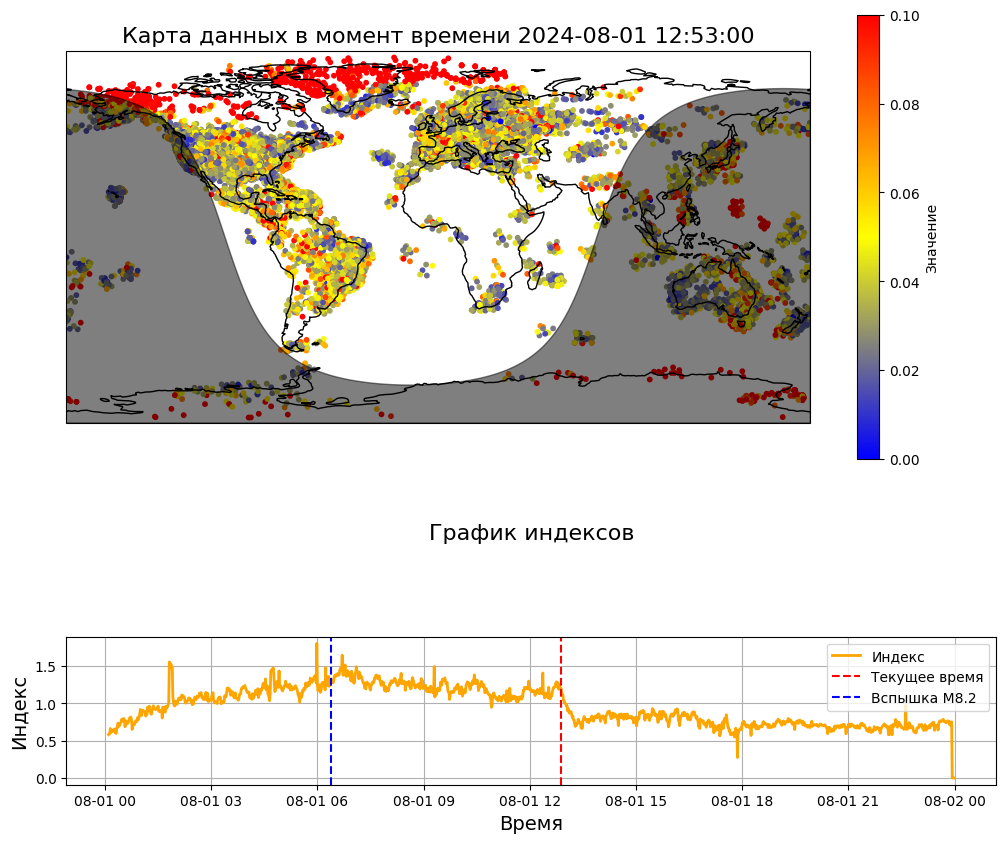 Карта данных в момент времени 2024-08-01 12:53:00
0.10
0.08
0.06
0.04
0.02
0.00
Значение
График индексов
Индекс
1.5
1.0
0.5
0.0
Индекс
Текущее время
Вспышка M8.2
08-01 00
08-01 03
08-01 06
08-01 09
08-01 12
08-01 15
08-01 18
08-01 21
08-02 00
Время